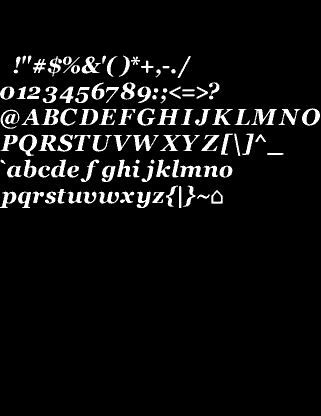 !"#$%&'()*+,-./
0123456789:;<=>?
@ABCDEFGHIJKLMNO
PQRSTUVWXYZ[\]^_
`abcdefghijklmno
pqrstuvwxyz{|}~⌂